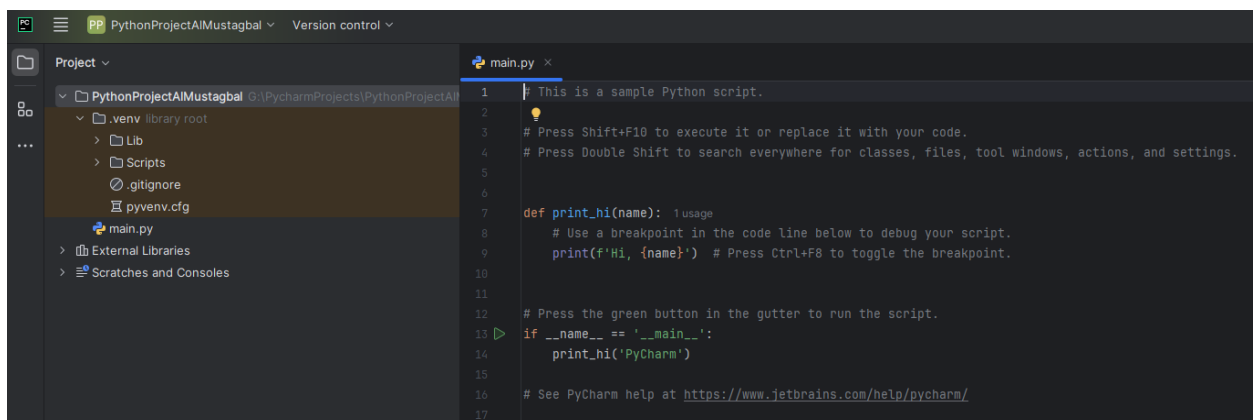 PC
PP PythonProjectAlMustagbal Version control
Project
PythonProjectAlMustagbal G:\PycharmProjects\PythonProjectAl
.venv library root
Lib
Scripts
.gitignore
pyvenv.cfg
main.py
External Libraries
Scratches and Consoles
main.py
1 # This is a sample Python script.
2
3 # Press Shift+F10 to execute it or replace it with your code.
4 # Press Double Shift to search everywhere for classes, files, tool windows, actions, and settings.
5
6
7 def print_hi(name): 1 usage
8 # Use a breakpoint in the code line below to debug your script.
9 print(f'Hi, {name}') # Press Ctrl+F8 to toggle the breakpoint.
10
11
12 # Press the green button in the gutter to run the script.
13 if __name__ == '__main__':
14 print_hi('PyCharm')
15
16 # See PyCharm help at https://www.jetbrains.com/help/pycharm/
17